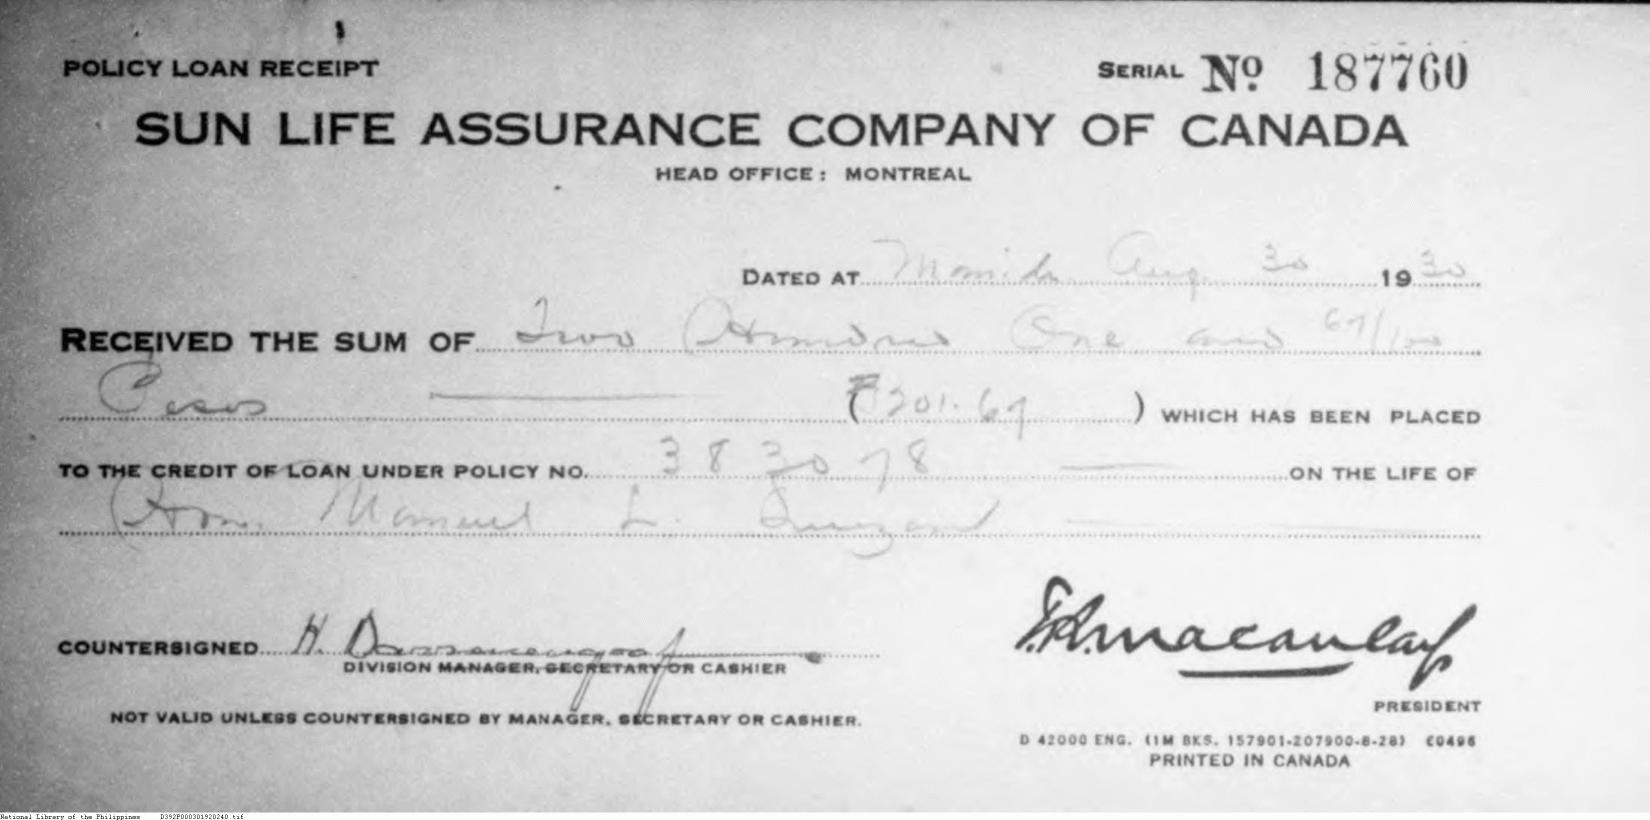 POLICY LOAN RECEIPT
SERIAL No 187760
SUN LIFE ASSURANCE COMPANY OF CANADA
HEAD OFFICE: MONTREAL
DATED AT Manila Aug. 30 1930
RECEIVED THE SUM OF Two Hundred One and 67/100
Pesos (₱201.67) WHICH HAS BEEN PLACED
TO THE CREDIT OF LOAN UNDER POLICY NO. 383078 ON THE LIFE OF
Hon. Manuel L. Quezon
COUNTERSIGNED H.
DIVISION MANAGER, SECRETARY OR CASHIER
T.B. Macaulay
PRESIDENT
NOT VALID UNLESS COUNTERSIGNED BY MANAGER, SECRETARY OR CASHIER.
D 42000 ENG. (1M BKS. 157901-207900-8-28) C0496
PRINTED IN CANADA
National Library of the Philippines D392F000301920240.tif